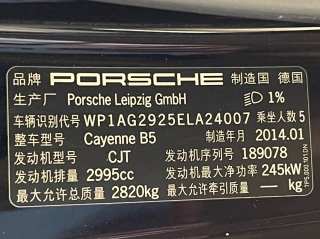 品牌 PORSCHE 制造国 德国
生产厂 Porsche Leipzig GmbH 1%
车辆识别代号 WP1AG2925ELA24007 乘坐人数 5
整车型号 Cayenne B5 制造年月 2014.01
发动机型号 CJT 发动机序列号 189078
发动机排量 2995cc 发动机最大净功率 245kW
最大允许总质量 2820kg 最大允许牵引质量 — kg